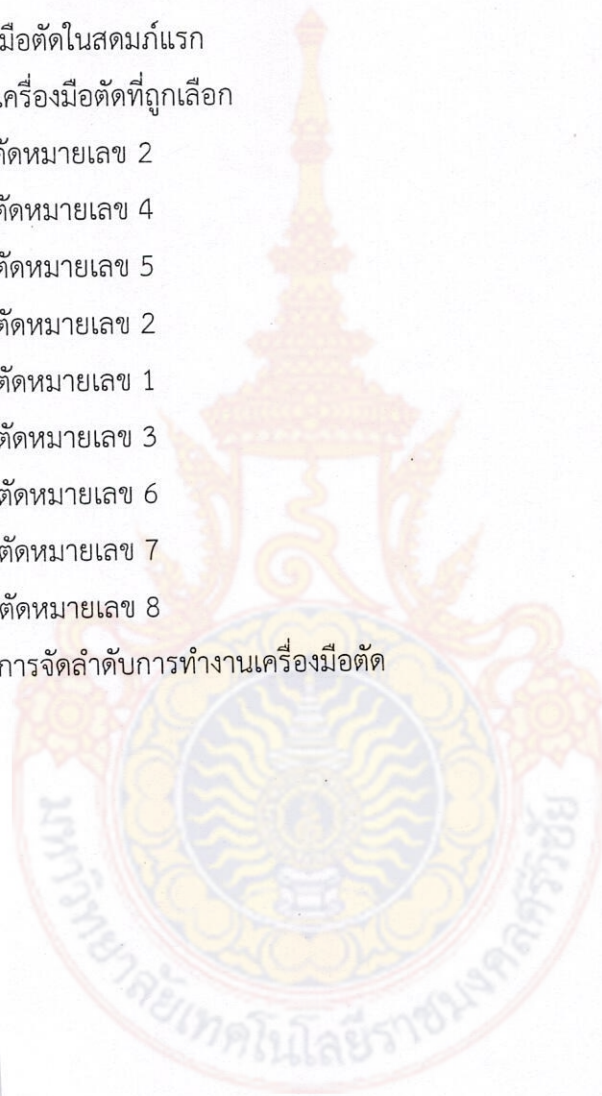 มือตัดในสดมภ์แรก
เครื่องมือตัดที่ถูกเลือก
ตัดหมายเลข 2
ตัดหมายเลข 4
ตัดหมายเลข 5
ตัดหมายเลข 2
ตัดหมายเลข 1
ตัดหมายเลข 3
ตัดหมายเลข 6
ตัดหมายเลข 7
ตัดหมายเลข 8
การจัดลำดับการทำงานเครื่องมือตัด
มหาวิทยาลัยเทคโนโลยีราชมงคลศรีวิชัย